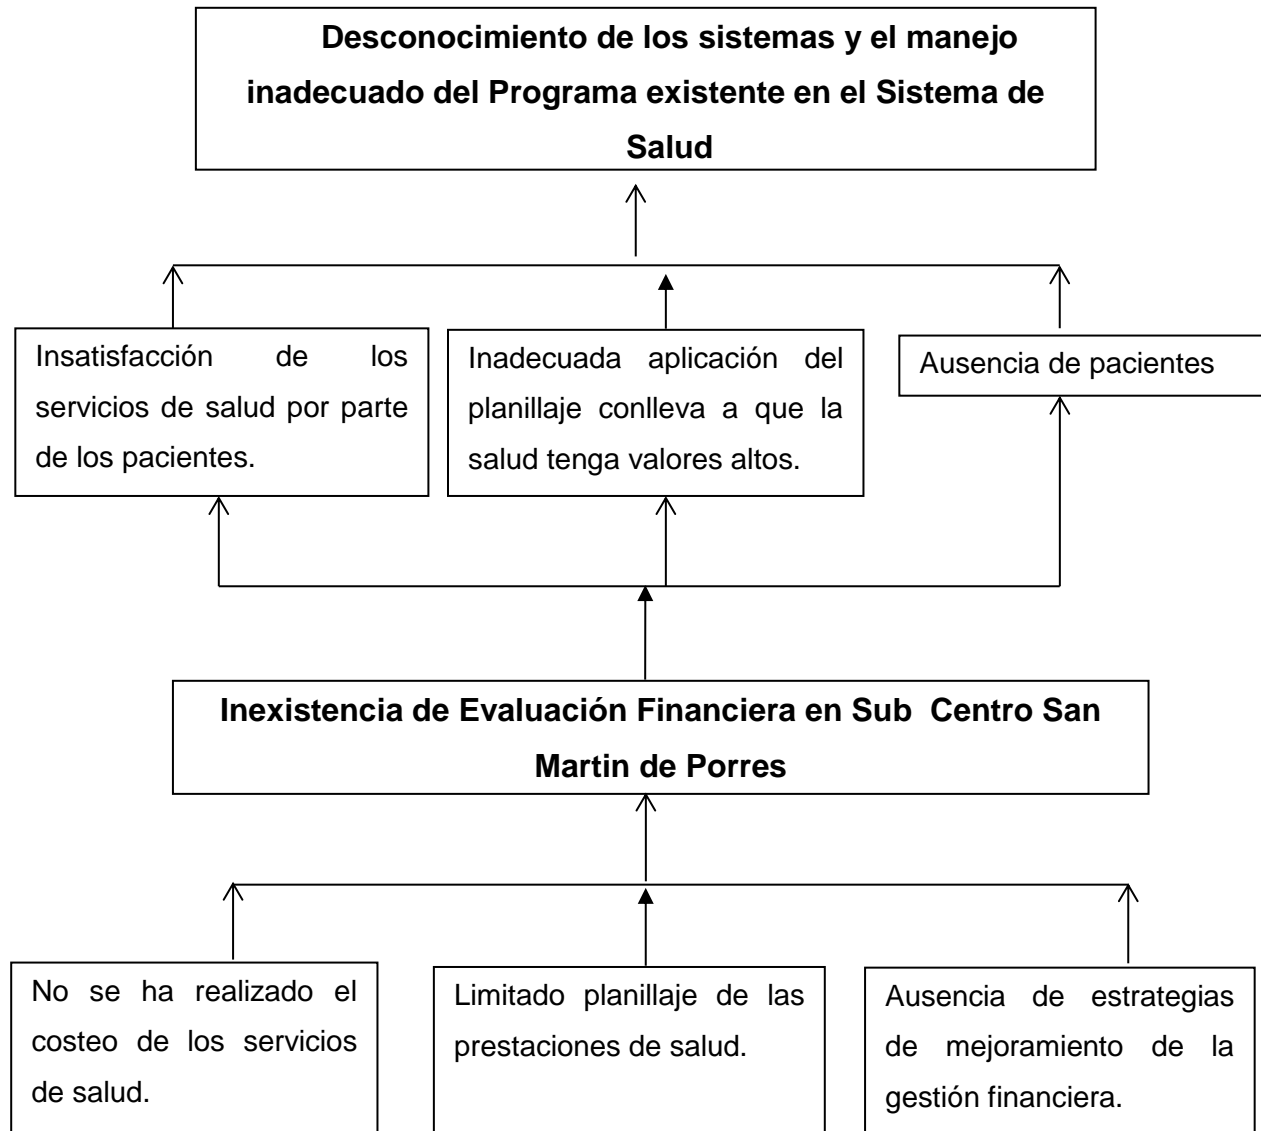 Desconocimiento de los sistemas y el manejo
inadecuado del Programa existente en el Sistema de
Salud
Insatisfacción de los
servicios de salud por parte
de los pacientes.
Inadecuada aplicación del
planillaje conlleva a que la
salud tenga valores altos.
Ausencia de pacientes
Inexistencia de Evaluación Financiera en Sub Centro San
Martin de Porres
No se ha realizado el
costeo de los servicios
de salud.
Limitado planillaje de las
prestaciones de salud.
Ausencia de estrategias
de mejoramiento de la
gestión financiera.